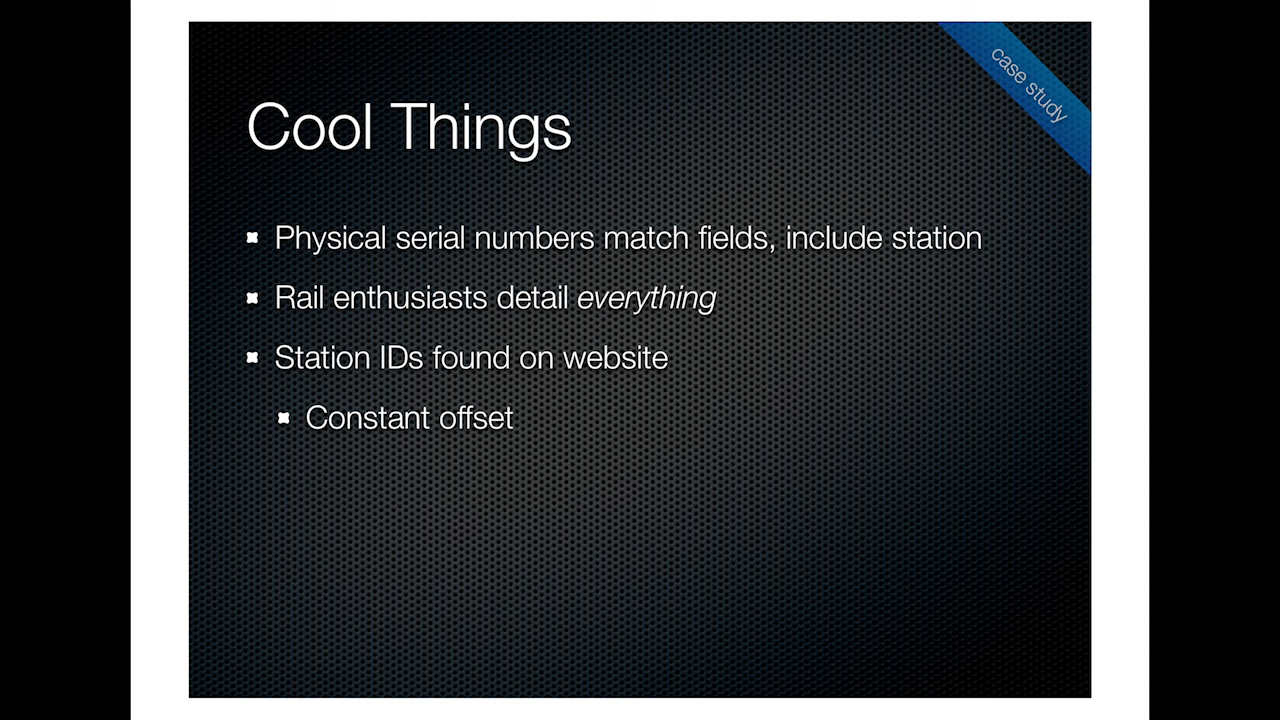 case study
Cool Things
Physical serial numbers match fields, include station
Rail enthusiasts detail everything
Station IDs found on website
Constant offset